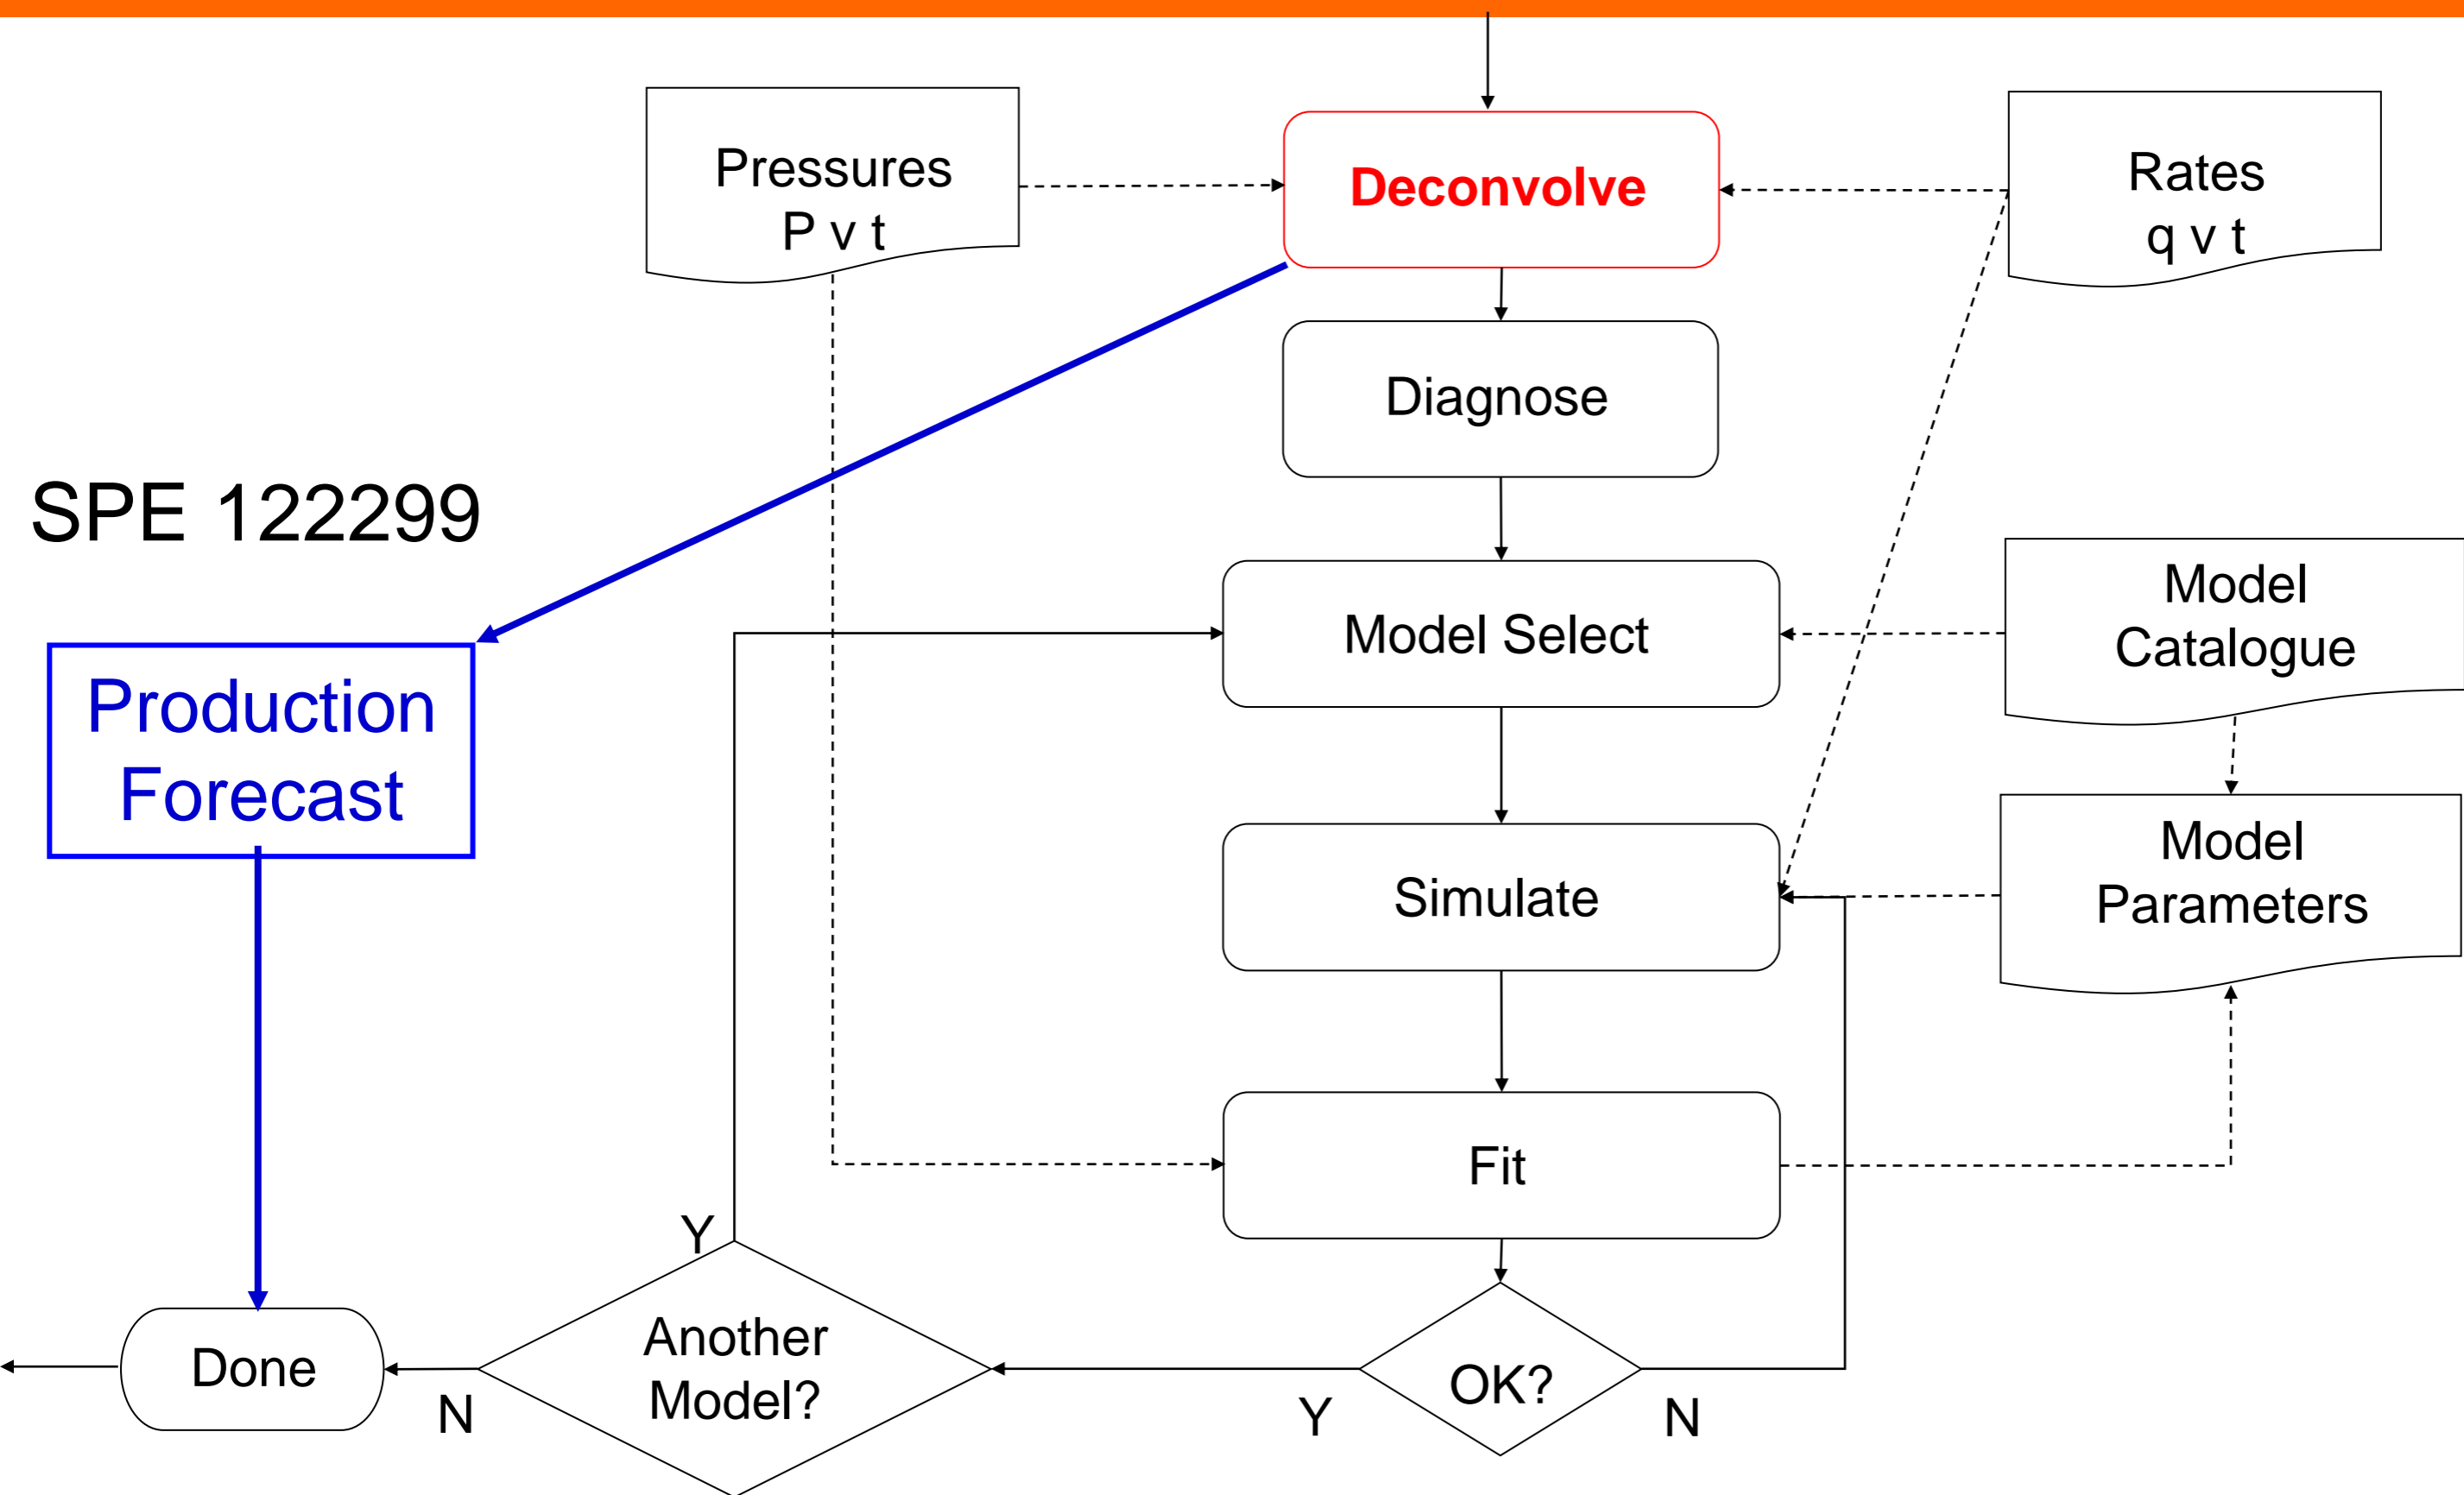 Pressures
P v t
Deconvolve
Rates
q v t
Diagnose
SPE 122299
Model Select
Model
Catalogue
Production
Forecast
Simulate
Model
Parameters
Fit
Y
Another
Model?
Done
N
OK?
Y
N